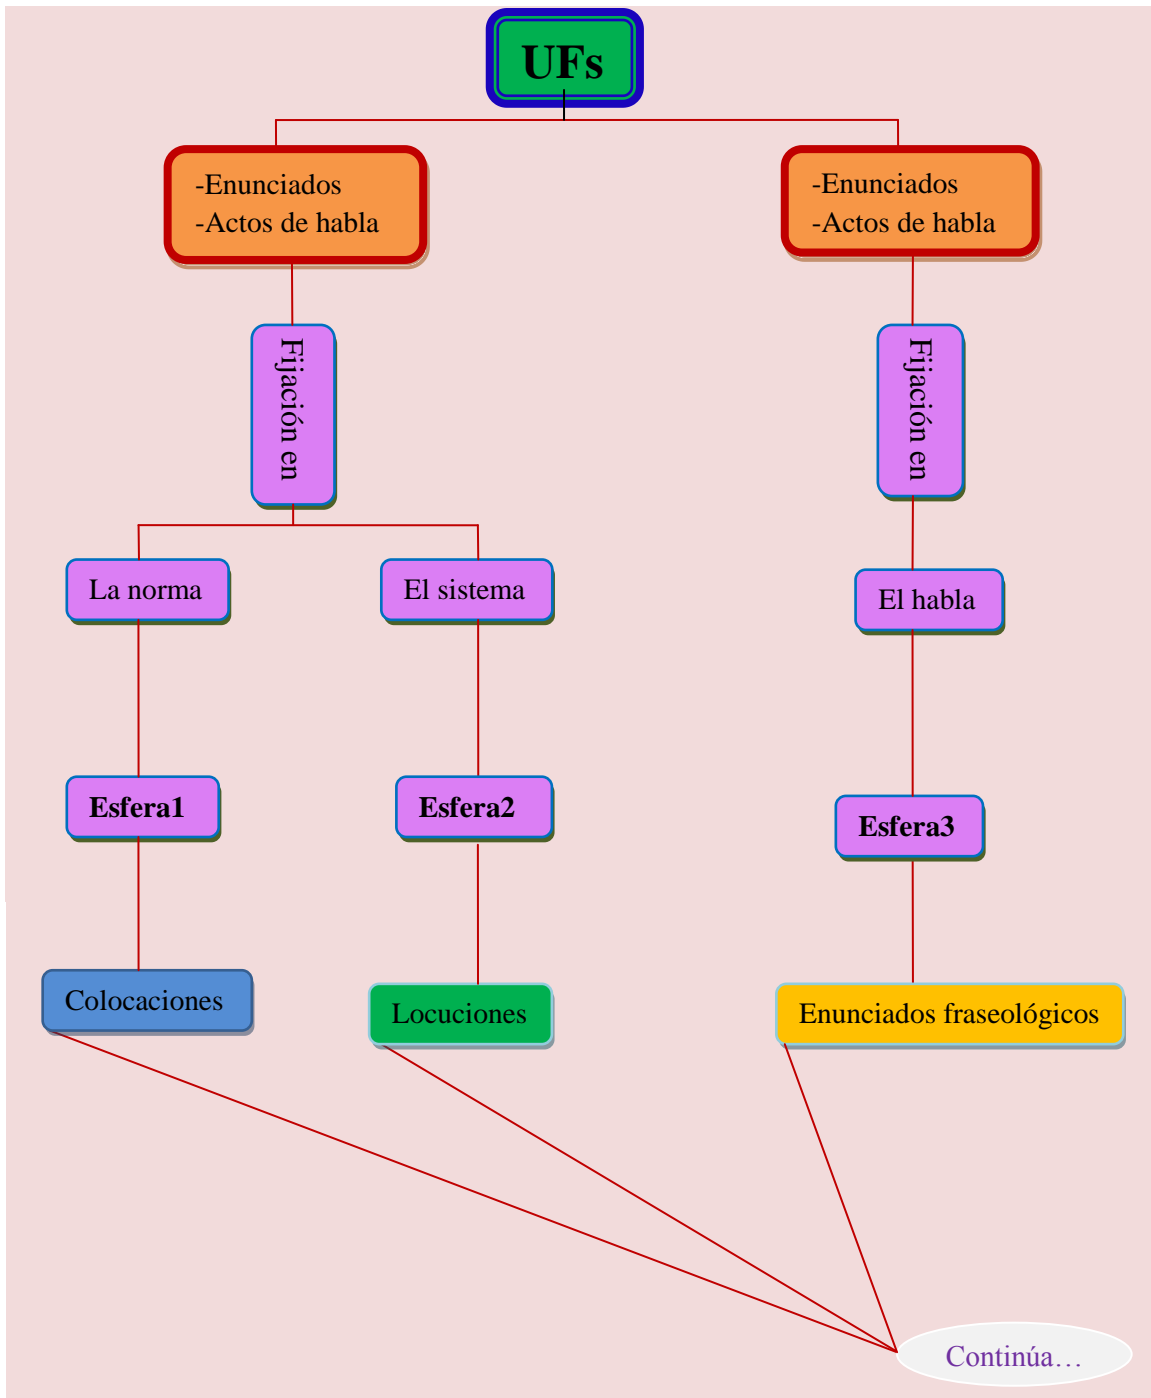 UFs
-Enunciados
-Actos de habla
-Enunciados
-Actos de habla
Fijación en
Fijación en
La norma
El sistema
El habla
Esfera1
Esfera2
Esfera3
Colocaciones
Locuciones
Enunciados fraseológicos
Continúa…